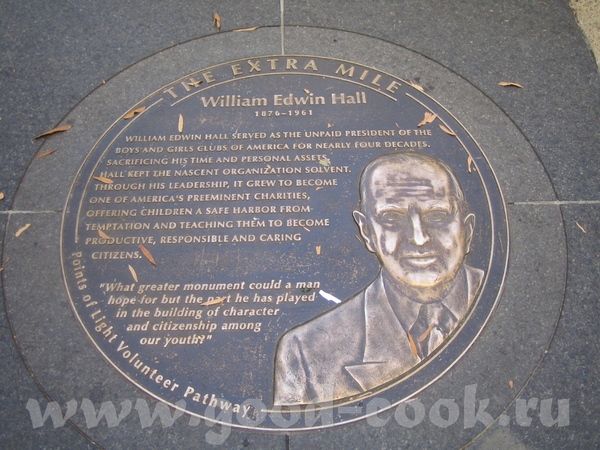 THE EXTRA MILE
William Edwin Hall
1876-1961
WILLIAM EDWIN HALL SERVED AS THE UNPAID PRESIDENT OF THE
BOYS AND GIRLS CLUBS OF AMERICA FOR NEARLY FOUR DECADES.
SACRIFICING HIS TIME AND PERSONAL ASSETS,
HALL KEPT THE NASCENT ORGANIZATION SOLVENT.
THROUGH HIS LEADERSHIP, IT GREW TO BECOME
ONE OF AMERICA'S PREEMINENT CHARITIES,
OFFERING CHILDREN A SAFE HARBOR FROM
TEMPTATION AND TEACHING THEM TO BECOME
PRODUCTIVE, RESPONSIBLE AND CARING
CITIZENS.
"What greater monument could a man
hope for but the part he has played
in the building of character
and citizenship among
our youth?"
Points of Light Volunteer Pathway
www.good-cook.ru